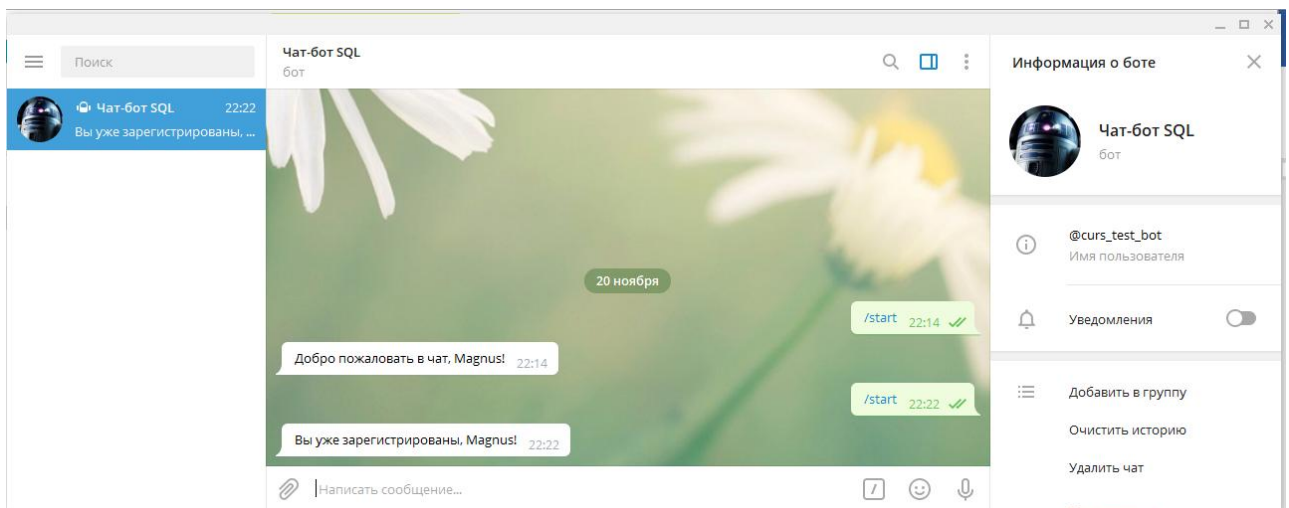 Поиск
Чат-бот SQL 22:22
Вы уже зарегистрированы, ...
Чат-бот SQL
бот
20 ноября
/start 22:14
Добро пожаловать в чат, Magnus! 22:14
/start 22:22
Вы уже зарегистрированы, Magnus! 22:22
Написать сообщение...
Информация о боте
Чат-бот SQL
бот
@curs_test_bot
Имя пользователя
Уведомления
Добавить в группу
Очистить историю
Удалить чат